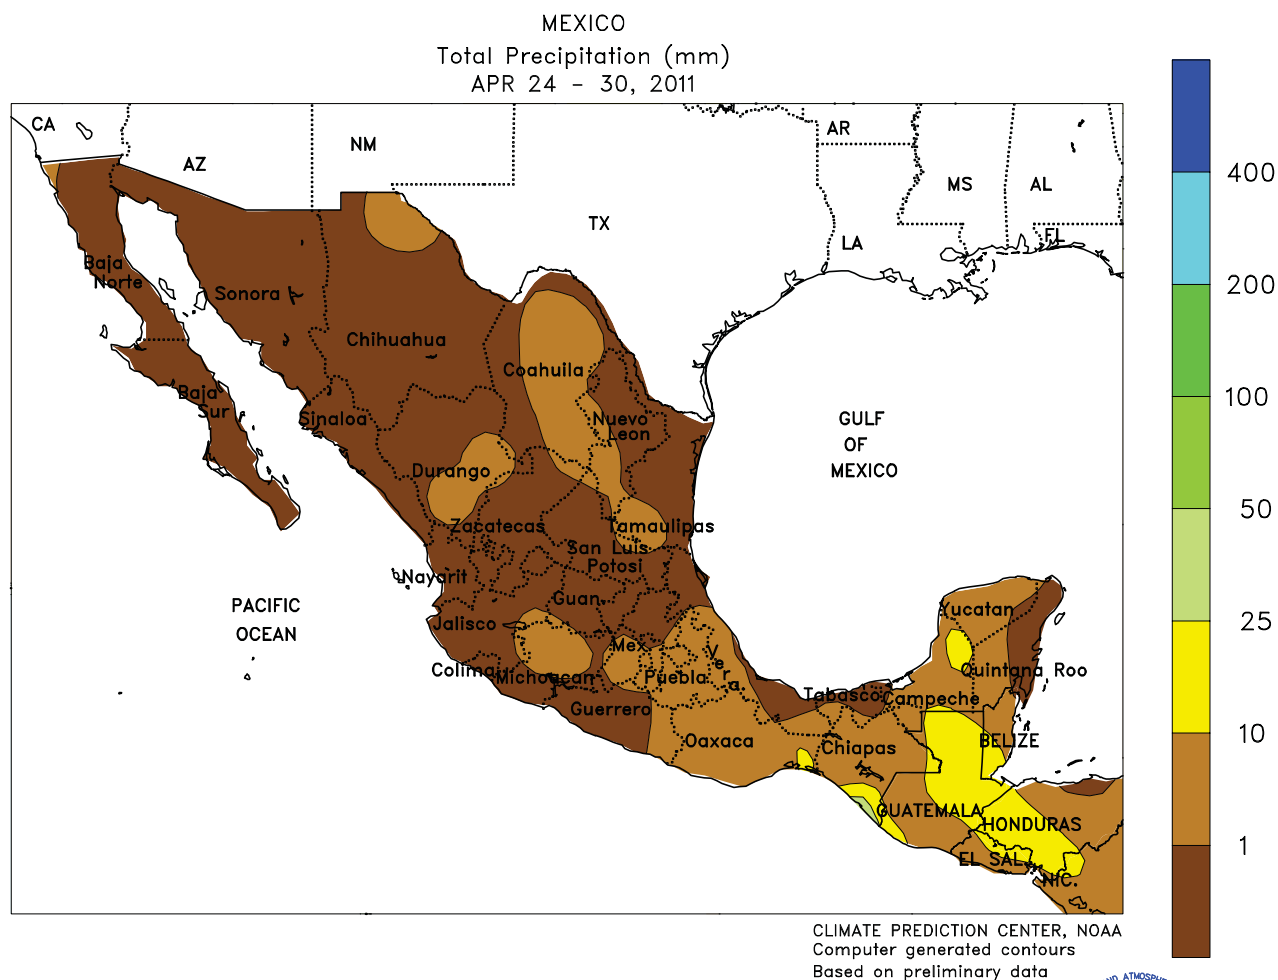 MEXICO
Total Precipitation (mm)
APR 24 - 30, 2011
CA
AZ
NM
TX
AR
MS
AL
LA
FL
400
200
100
50
25
10
1
Baja
Norte
Sonora
Chihuahua
Coahuila
Baja
Sur
Sinaloa
Nuevo
Leon
Durango
Zacatecas
Tamaulipas
San Luis
Potosi
Nayarit
Guan.
Jalisco
Mex
Colima
Michoacan
Puebla
Vera
Guerrero
Oaxaca
Tabasco
Campeche
Yucatan
Quintana Roo
Chiapas
BELIZE
GUATEMALA
HONDURAS
EL SAL.
NIC.
GULF
OF
MEXICO
PACIFIC
OCEAN
CLIMATE PREDICTION CENTER, NOAA
Computer generated contours
Based on preliminary data